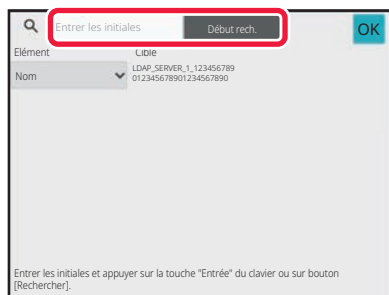 Entrer les initiales
Début rech.
OK
Elément
Cible
Nom
LDAP_SERVER_1_123456789
012345678901234567890
Entrer les initiales et appuyer sur la touche "Entrée" du clavier ou sur bouton
[Rechercher].